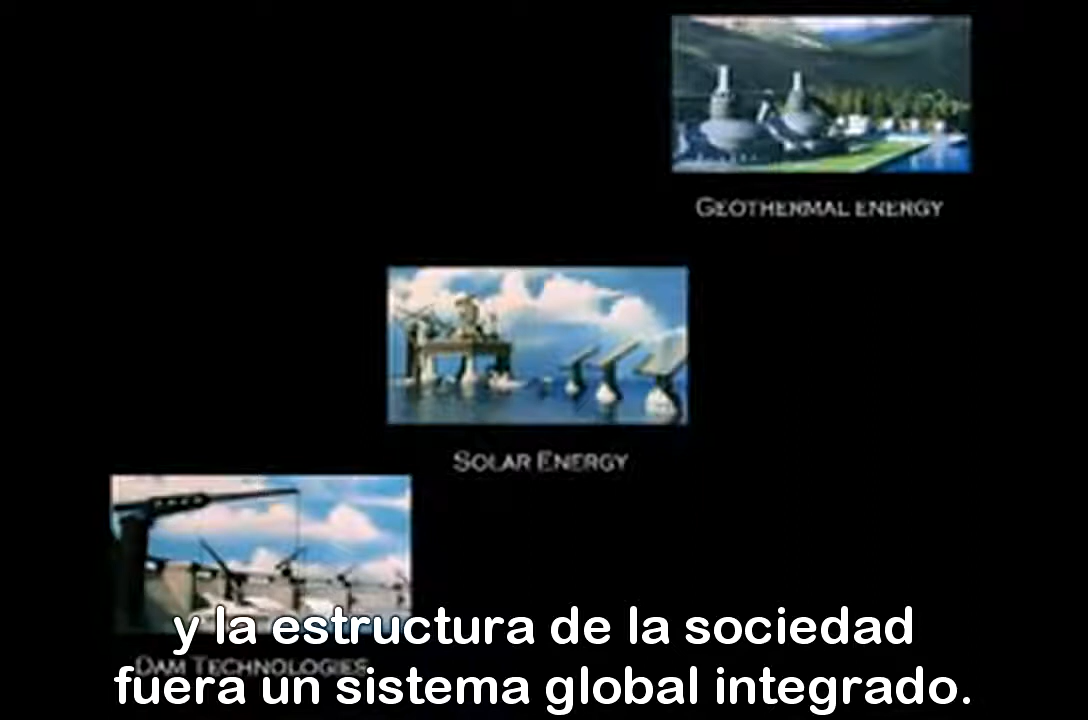 GEOTHERMAL ENERGY
SOLAR ENERGY
DAM TECHNOLOGIES
y la estructura de la sociedad
fuera un sistema global integrado.